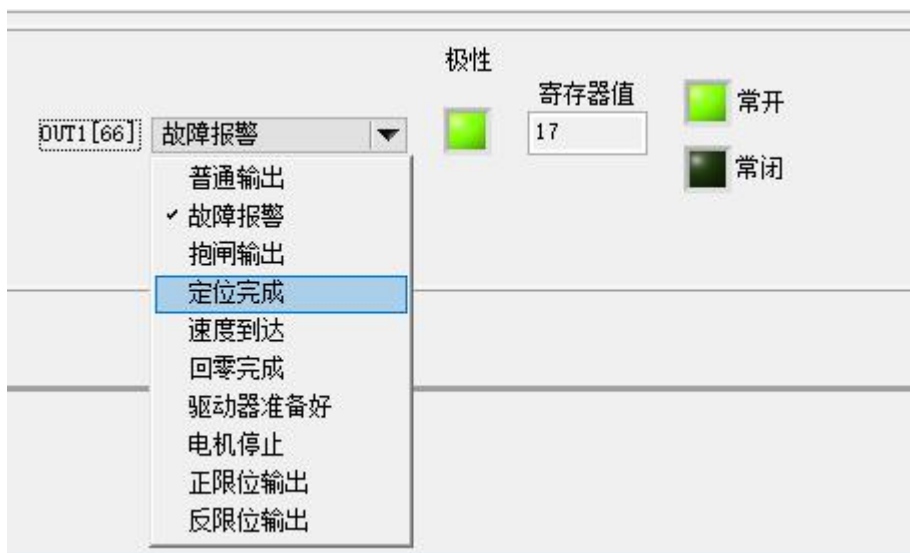 极性
寄存器值
常开
OUT1[66] 故障报警 17
常闭
普通输出
故障报警
抱闸输出
定位完成
速度到达
回零完成
驱动器准备好
电机停止
正限位输出
反限位输出